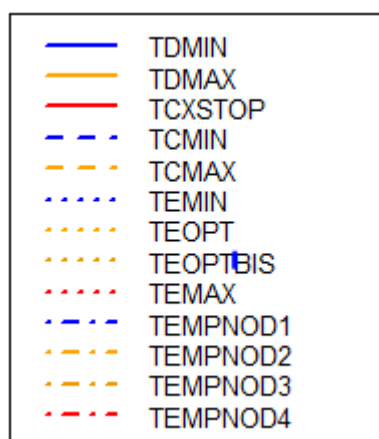 TDMIN
TDMAX
TCXSTOP
TCMIN
TCMAX
TEMIN
TEOPT
TEOPTBIS
TEMAX
TEMPNOD1
TEMPNOD2
TEMPNOD3
TEMPNOD4